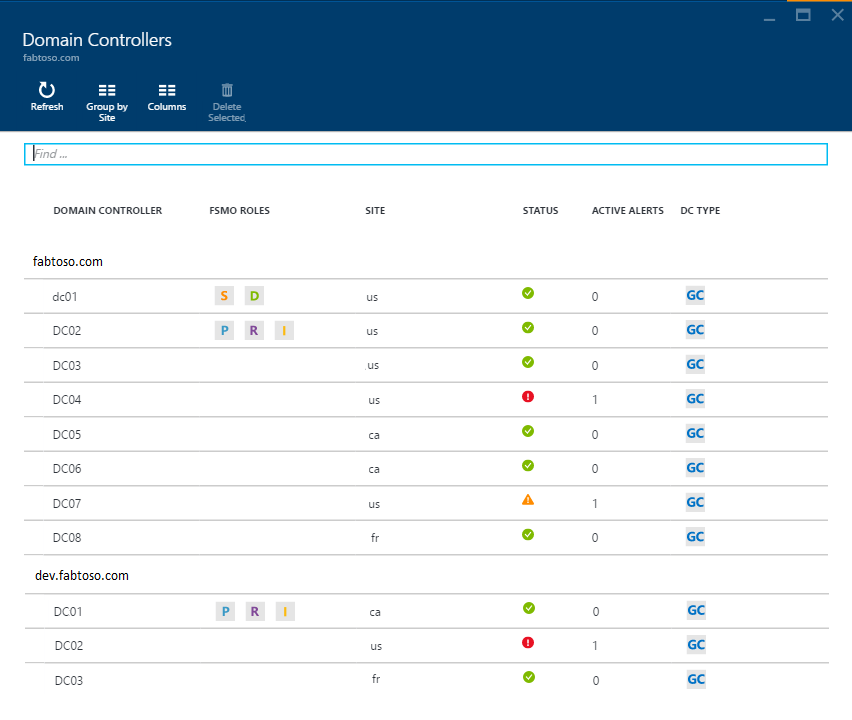 Domain Controllers
fabtoso.com
Refresh
Group by
Site
Columns
Delete
Selected
Find ...
DOMAIN CONTROLLER FSMO ROLES SITE STATUS ACTIVE ALERTS DC TYPE
fabtoso.com
dc01 S D us 0 GC
DC02 P R I us 0 GC
DC03 us 0 GC
DC04 us 1 GC
DC05 ca 0 GC
DC06 ca 0 GC
DC07 us 1 GC
DC08 fr 0 GC
dev.fabtoso.com
DC01 P R I ca 0 GC
DC02 us 1 GC
DC03 fr 0 GC